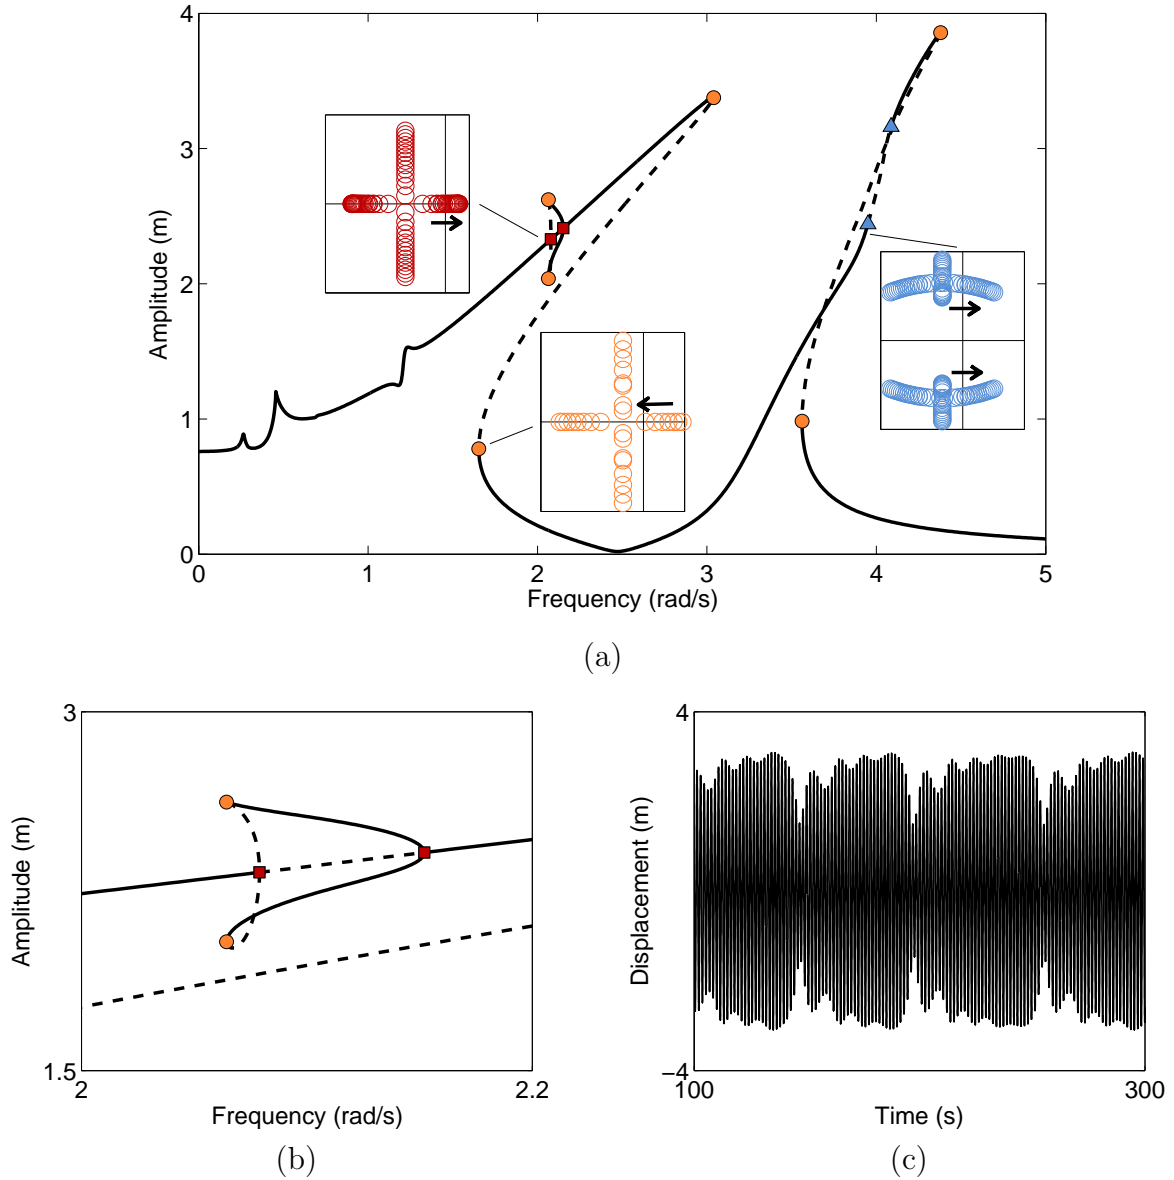 4
3
2
1
0
Amplitude (m)
0 1 2 3 4 5
Frequency (rad/s)
(a)
3
1.5
Amplitude (m)
2 2.2
Frequency (rad/s)
(b)
4
−4
Displacement (m)
100 300
Time (s)
(c)